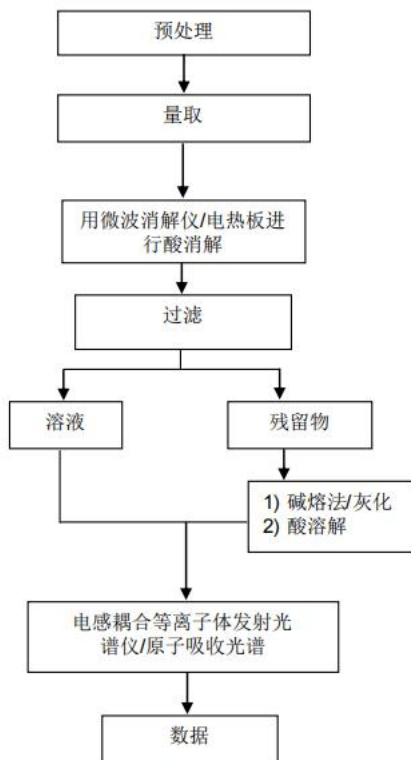 预处理
量取
用微波消解仪/电热板进
行酸消解
过滤
溶液
残留物
1) 碱熔法/灰化
2) 酸溶解
电感耦合等离子体发射光
谱仪/原子吸收光谱
数据